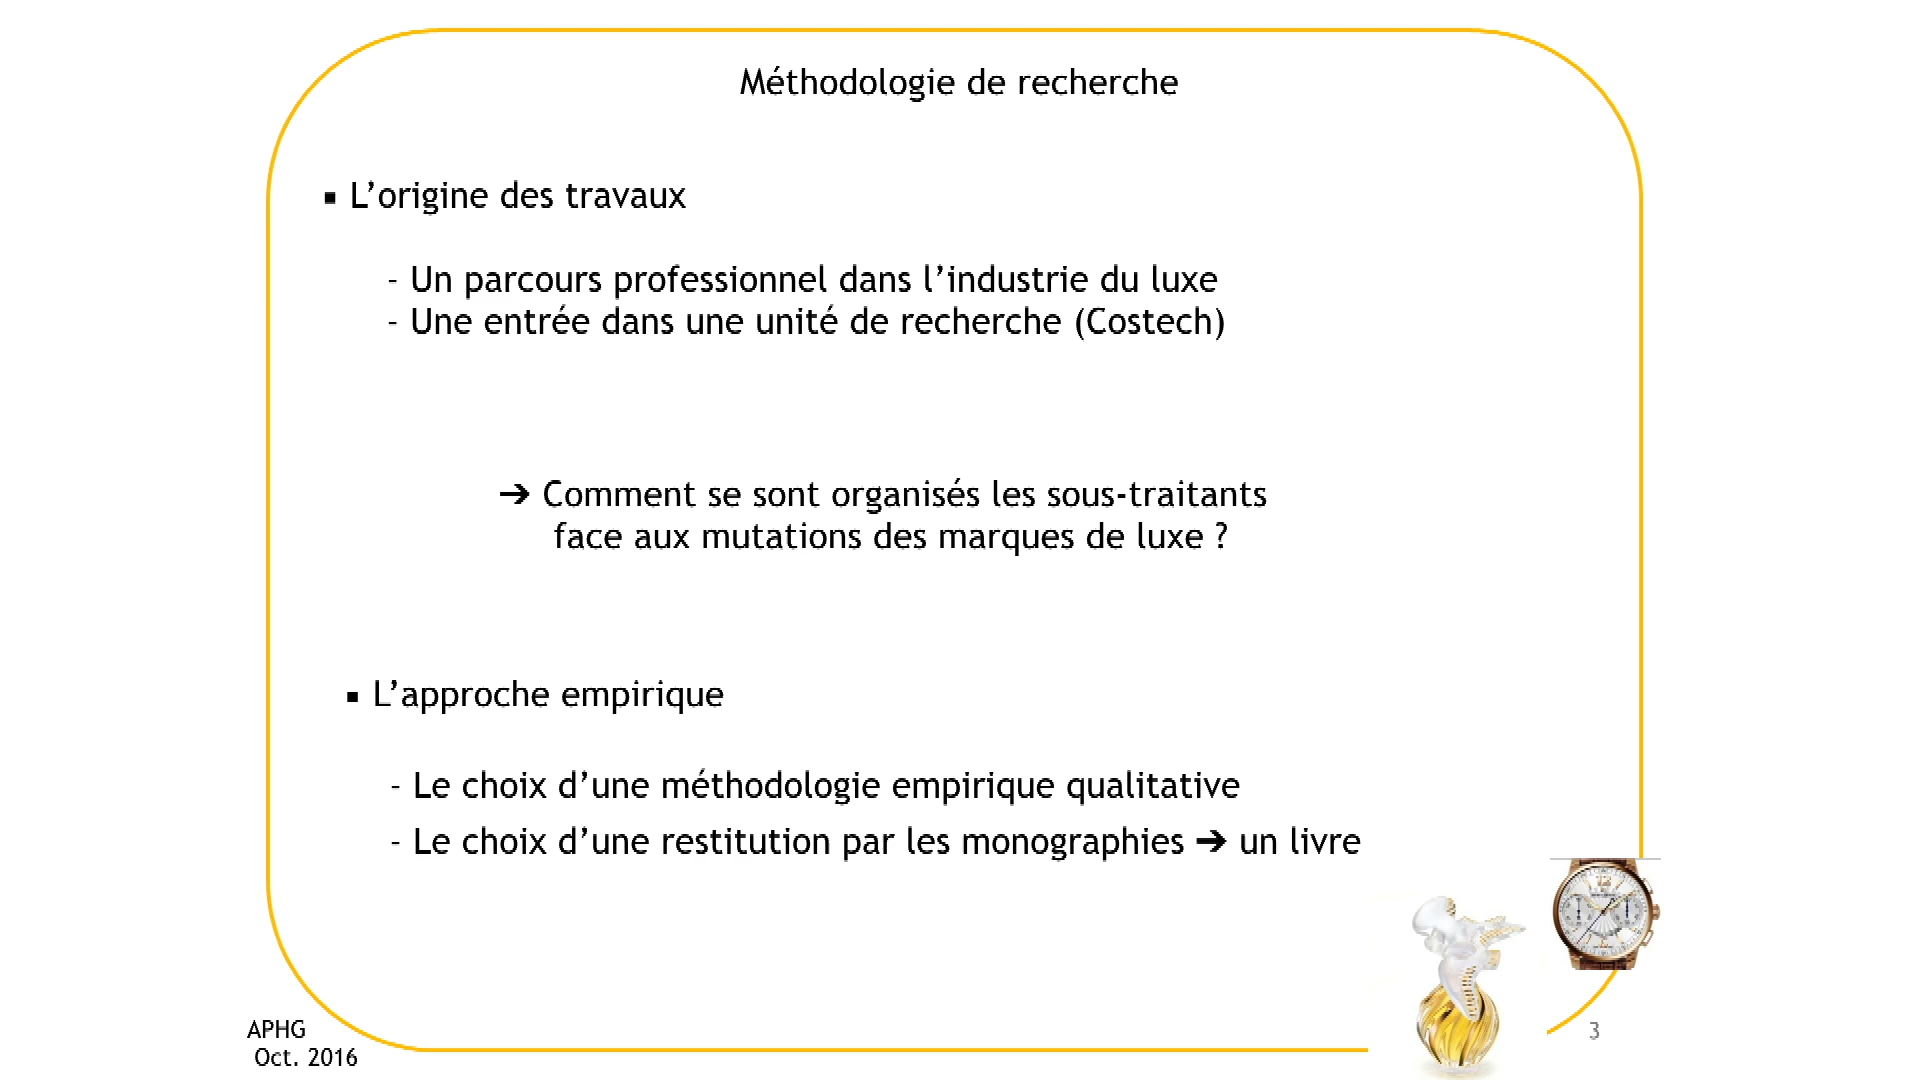 Méthodologie de recherche
▪ L’origine des travaux
- Un parcours professionnel dans l’industrie du luxe
- Une entrée dans une unité de recherche (Costech)
➔ Comment se sont organisés les sous-traitants
face aux mutations des marques de luxe ?
▪ L’approche empirique
- Le choix d’une méthodologie empirique qualitative
- Le choix d’une restitution par les monographies ➔ un livre
APHG
Oct. 2016
3